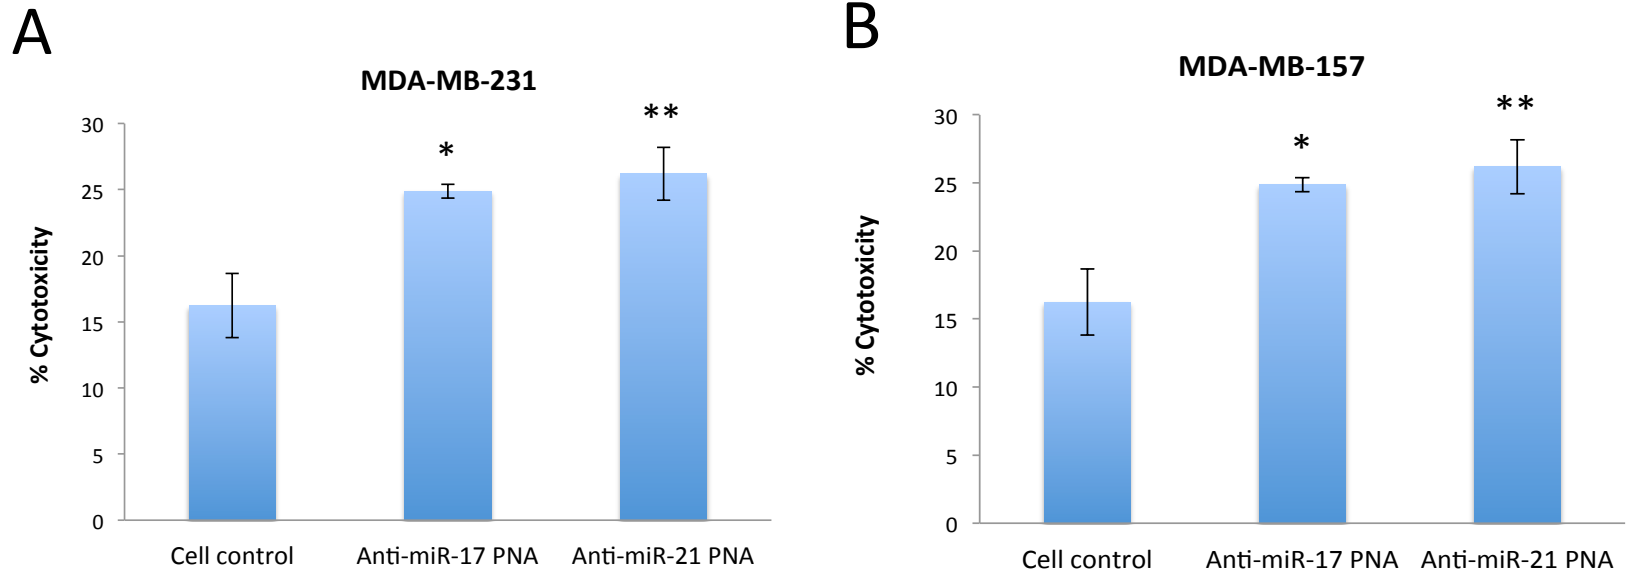 A
MDA-MB-231
% Cytotoxicity
30
25
20
15
10
5
0
*
**
Cell control
Anti-miR-17 PNA
Anti-miR-21 PNA
B
MDA-MB-157
% Cytotoxicity
30
25
20
15
10
5
0
*
**
Cell control
Anti-miR-17 PNA
Anti-miR-21 PNA